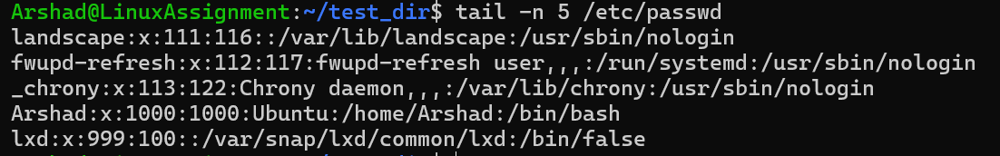 Arshad@LinuxAssignment:~/test_dir$ tail -n 5 /etc/passwd
landscape:x:111:116::/var/lib/landscape:/usr/sbin/nologin
fwupd-refresh:x:112:117:fwupd-refresh user,,,:/run/systemd:/usr/sbin/nologin
_chrony:x:113:122:Chrony daemon,,,:/var/lib/chrony:/usr/sbin/nologin
Arshad:x:1000:1000:Ubuntu:/home/Arshad:/bin/bash
lxd:x:999:100::/var/snap/lxd/common/lxd:/bin/false